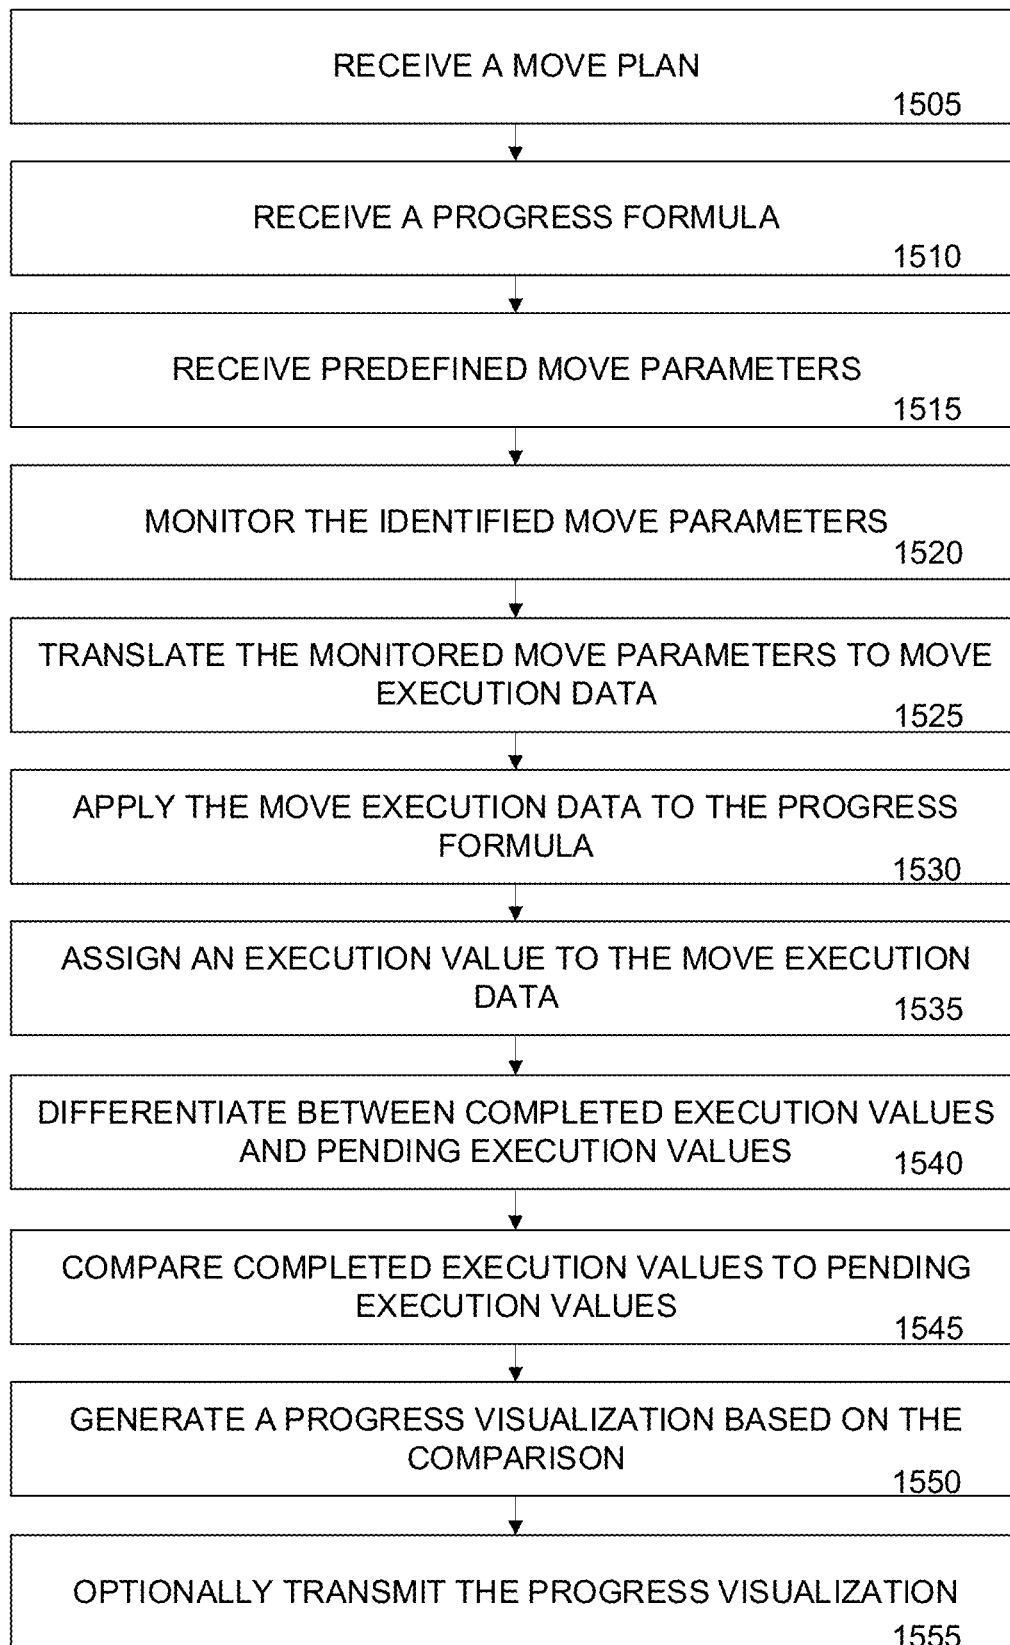 RECEIVE A MOVE PLAN
1505
RECEIVE A PROGRESS FORMULA
1510
RECEIVE PREDEFINED MOVE PARAMETERS
1515
MONITOR THE IDENTIFIED MOVE PARAMETERS
1520
TRANSLATE THE MONITORED MOVE PARAMETERS TO MOVE
EXECUTION DATA
1525
APPLY THE MOVE EXECUTION DATA TO THE PROGRESS
FORMULA
1530
ASSIGN AN EXECUTION VALUE TO THE MOVE EXECUTION
DATA
1535
DIFFERENTIATE BETWEEN COMPLETED EXECUTION VALUES
AND PENDING EXECUTION VALUES
1540
COMPARE COMPLETED EXECUTION VALUES TO PENDING
EXECUTION VALUES
1545
GENERATE A PROGRESS VISUALIZATION BASED ON THE
COMPARISON
1550
OPTIONALLY TRANSMIT THE PROGRESS VISUALIZATION
1555